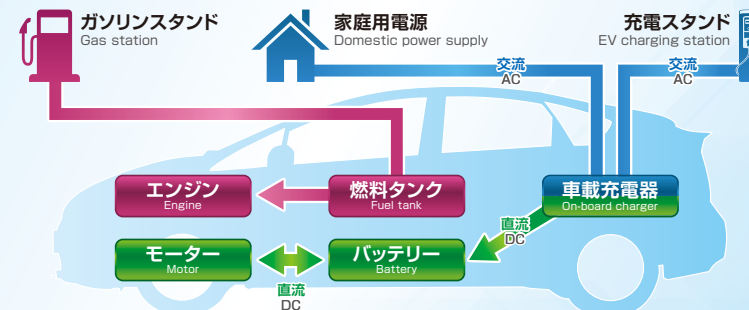 ガソリンスタンド
Gas station
家庭用電源
Domestic power supply
充電スタンド
EV charging station
交流
AC
交流
AC
エンジン
Engine
燃料タンク
Fuel tank
車載充電器
On-board charger
直流
DC
モーター
Motor
バッテリー
Battery
直流
DC